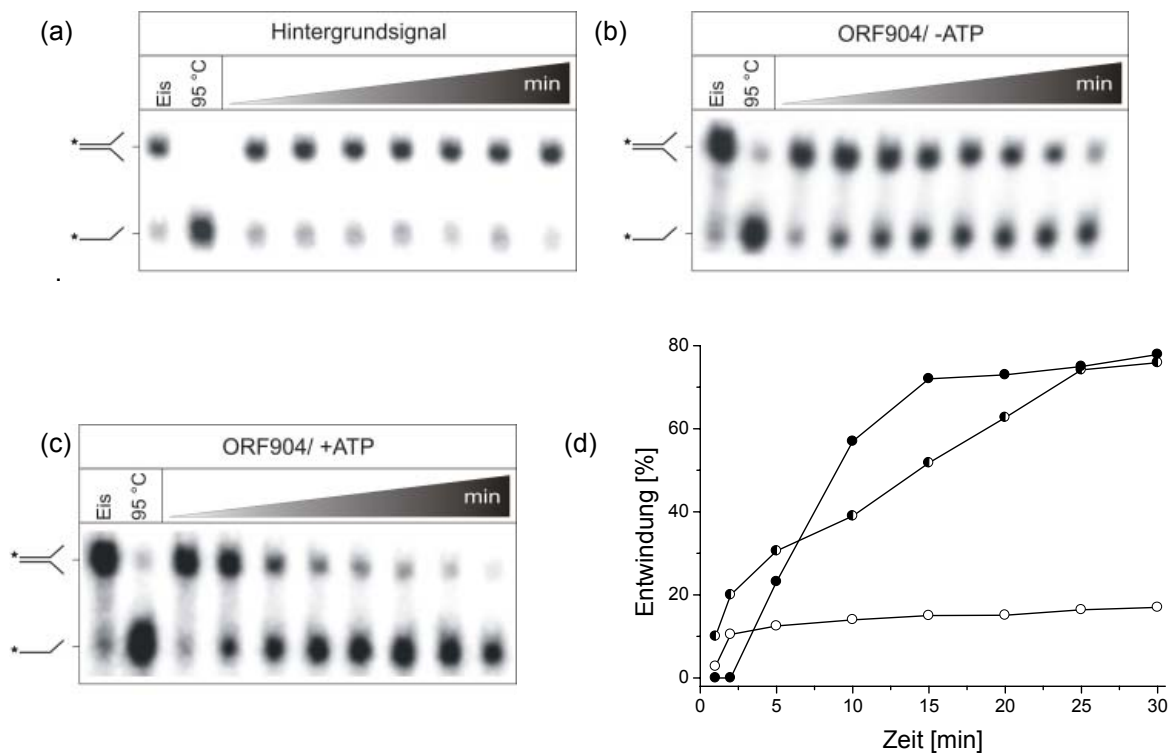 (a)
Hintergrundsignal
Eis
95 °C
min
*
*
.
(b)
ORF904/ -ATP
Eis
95 °C
min
*
*
(c)
ORF904/ +ATP
Eis
95 °C
min
*
*
(d)
80
60
40
20
0
Entwindung [%]
0 5 10 15 20 25 30
Zeit [min]